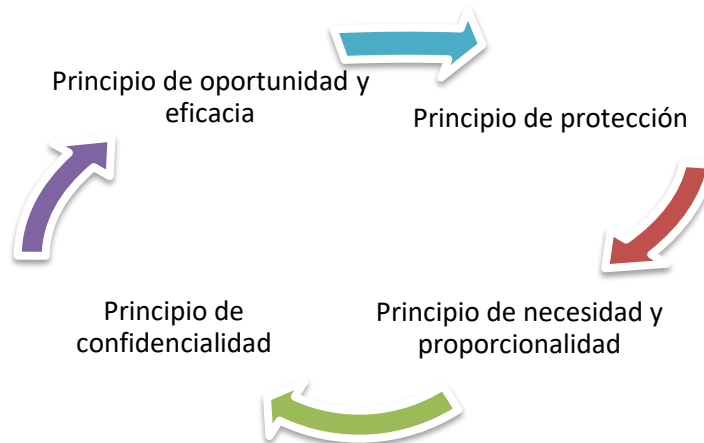 Principio de oportunidad y
eficacia
Principio de protección
Principio de necesidad y
proporcionalidad
Principio de
confidencialidad